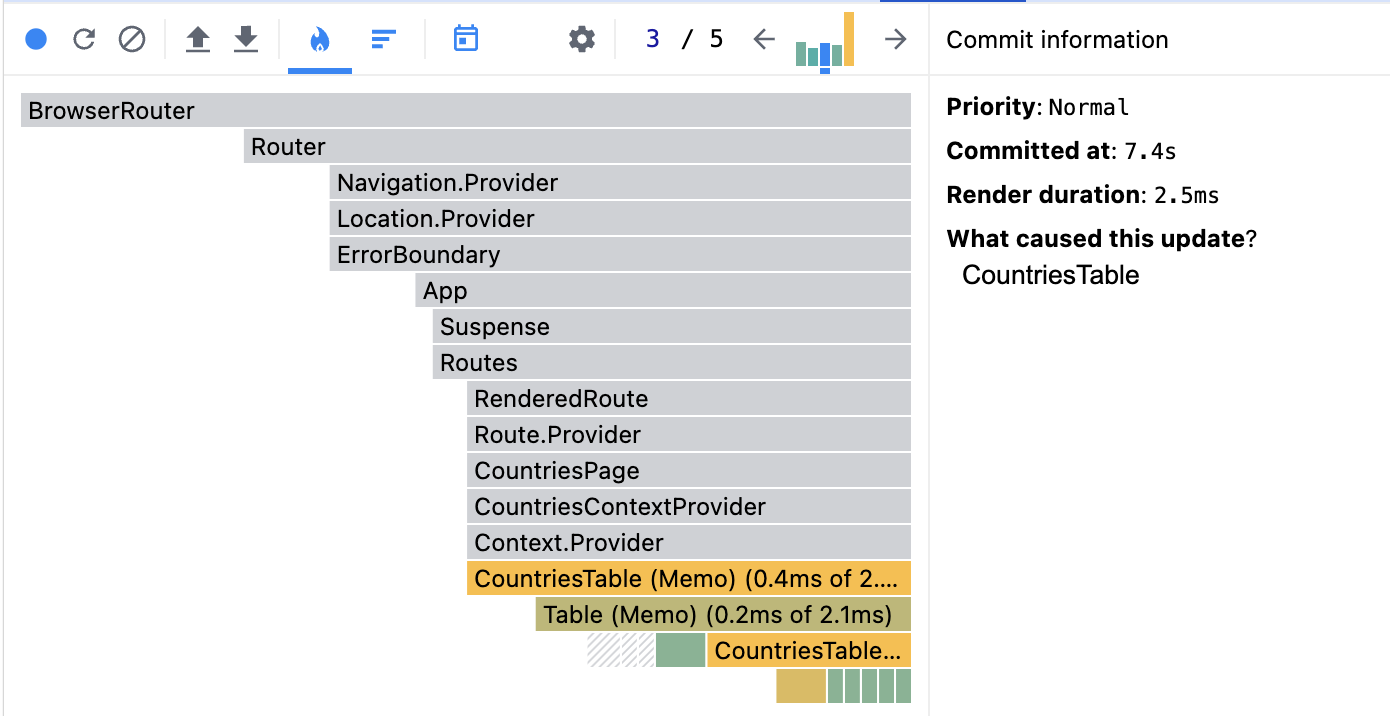 3 / 5
Commit information
BrowserRouter
Router
Navigation.Provider
Location.Provider
ErrorBoundary
App
Suspense
Routes
RenderedRoute
Route.Provider
CountriesPage
CountriesContextProvider
Context.Provider
CountriesTable (Memo) (0.4ms of 2....
Table (Memo) (0.2ms of 2.1ms)
CountriesTable...
Priority: Normal
Committed at: 7.4s
Render duration: 2.5ms
What caused this update?
CountriesTable